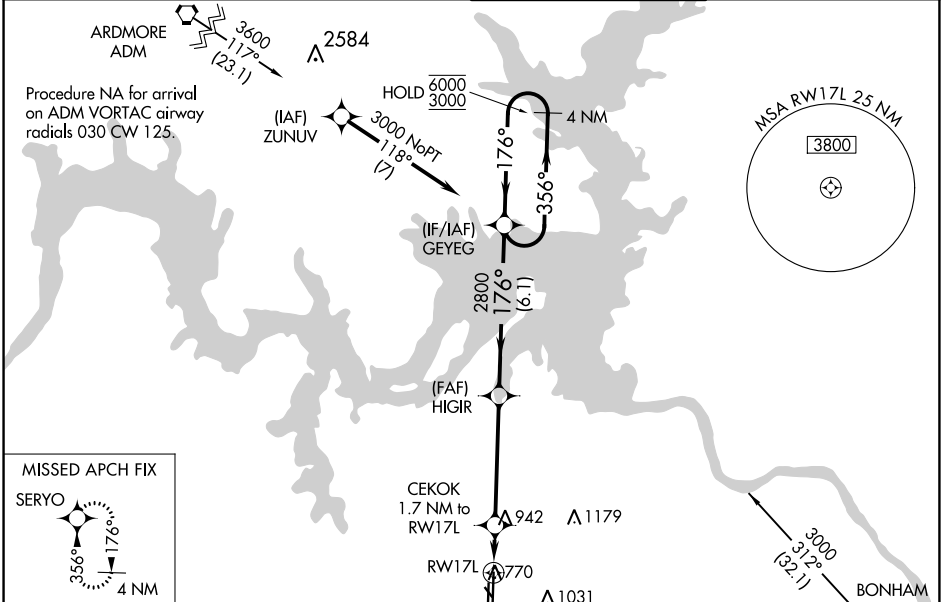 ARDMORE
ADM
3600
117°
(23.1)
2584
Procedure NA for arrival
on ADM VORTAC airway
radials 030 CW 125.
(IAF)
ZUNUV
3000 NoPT
118°
(7)
HOLD 6000
3000
4 NM
176°
356°
MSA RW17L 25 NM
3800
(IF/IAF)
GEYEG
2800
176°
(6.1)
(FAF)
HIGIR
MISSED APCH FIX
SERYO
356°
176°
4 NM
CEKOK
1.7 NM to
RW17L
942
1179
RW17L
770
1031
3000
312°
(32.1)
BONHAM